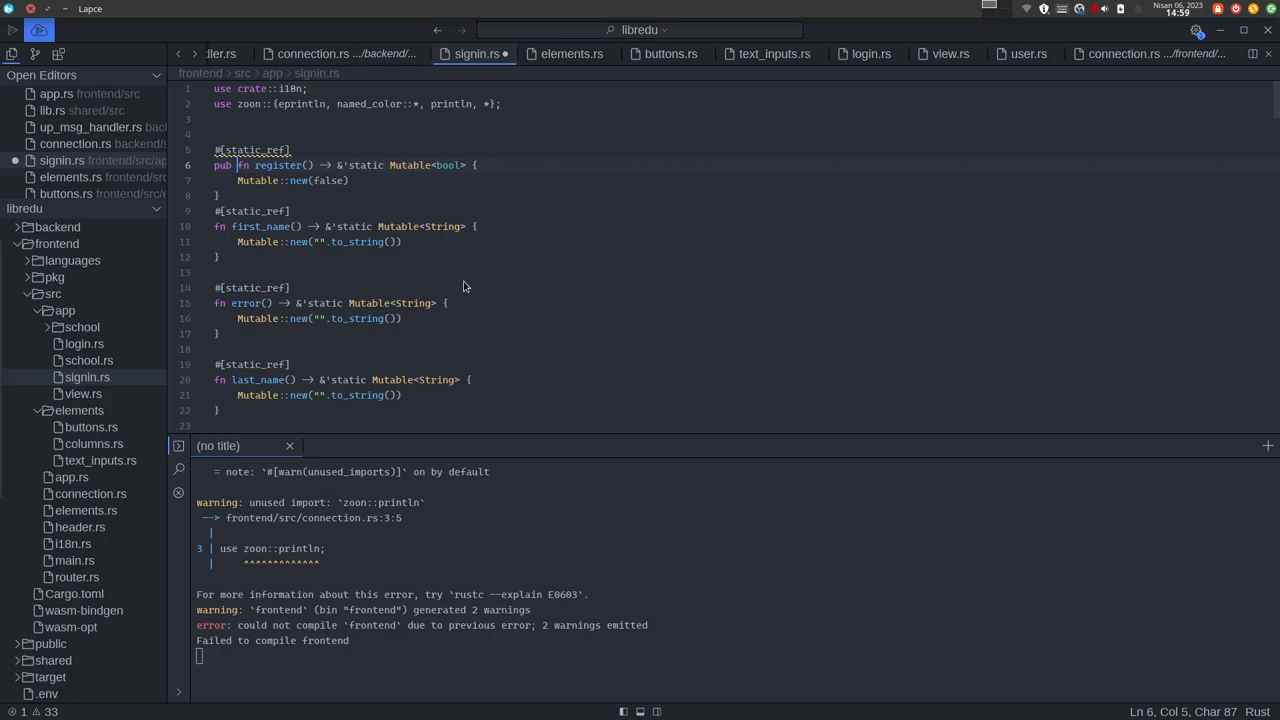 Lapce
Nisan 06, 2023
14:59
libredu
ller.rs
connection.rs .../backend/...
signin.rs
elements.rs
buttons.rs
text_inputs.rs
login.rs
view.rs
user.rs
connection.rs .../frontend/...
Open Editors
app.rs frontend/src
lib.rs shared/src
up_msg_handler.rs back
connection.rs backend/s
signin.rs frontend/src/ap
elements.rs frontend/src
buttons.rs frontend/src/e
libredu
backend
frontend
languages
pkg
src
app
school
login.rs
school.rs
signin.rs
view.rs
elements
buttons.rs
columns.rs
text_inputs.rs
app.rs
connection.rs
elements.rs
header.rs
i18n.rs
main.rs
router.rs
Cargo.toml
wasm-bindgen
wasm-opt
public
shared
target
.env
frontend src app signin.rs
1 use crate::i18n;
2 use zoon::{eprintln, named_color::*, println, *};
3
4
5 #[static_ref]
6 pub fn register() -> &'static Mutable<bool> {
7 Mutable::new(false)
8 }
9 #[static_ref]
10 fn first_name() -> &'static Mutable<String> {
11 Mutable::new("".to_string())
12 }
13
14 #[static_ref]
15 fn error() -> &'static Mutable<String> {
16 Mutable::new("".to_string())
17 }
18
19 #[static_ref]
20 fn last_name() -> &'static Mutable<String> {
21 Mutable::new("".to_string())
22 }
23
(no title)
= note: `#[warn(unused_imports)]` on by default
warning: unused import: `zoon::println`
--> frontend/src/connection.rs:3:5
|
3 | use zoon::println;
| ^^^^^^^^^^^^^
For more information about this error, try `rustc --explain E0603`.
warning: `frontend` (bin "frontend") generated 2 warnings
error: could not compile `frontend` due to previous error; 2 warnings emitted
Failed to compile frontend
1 33
Ln 6, Col 5, Char 87 Rust